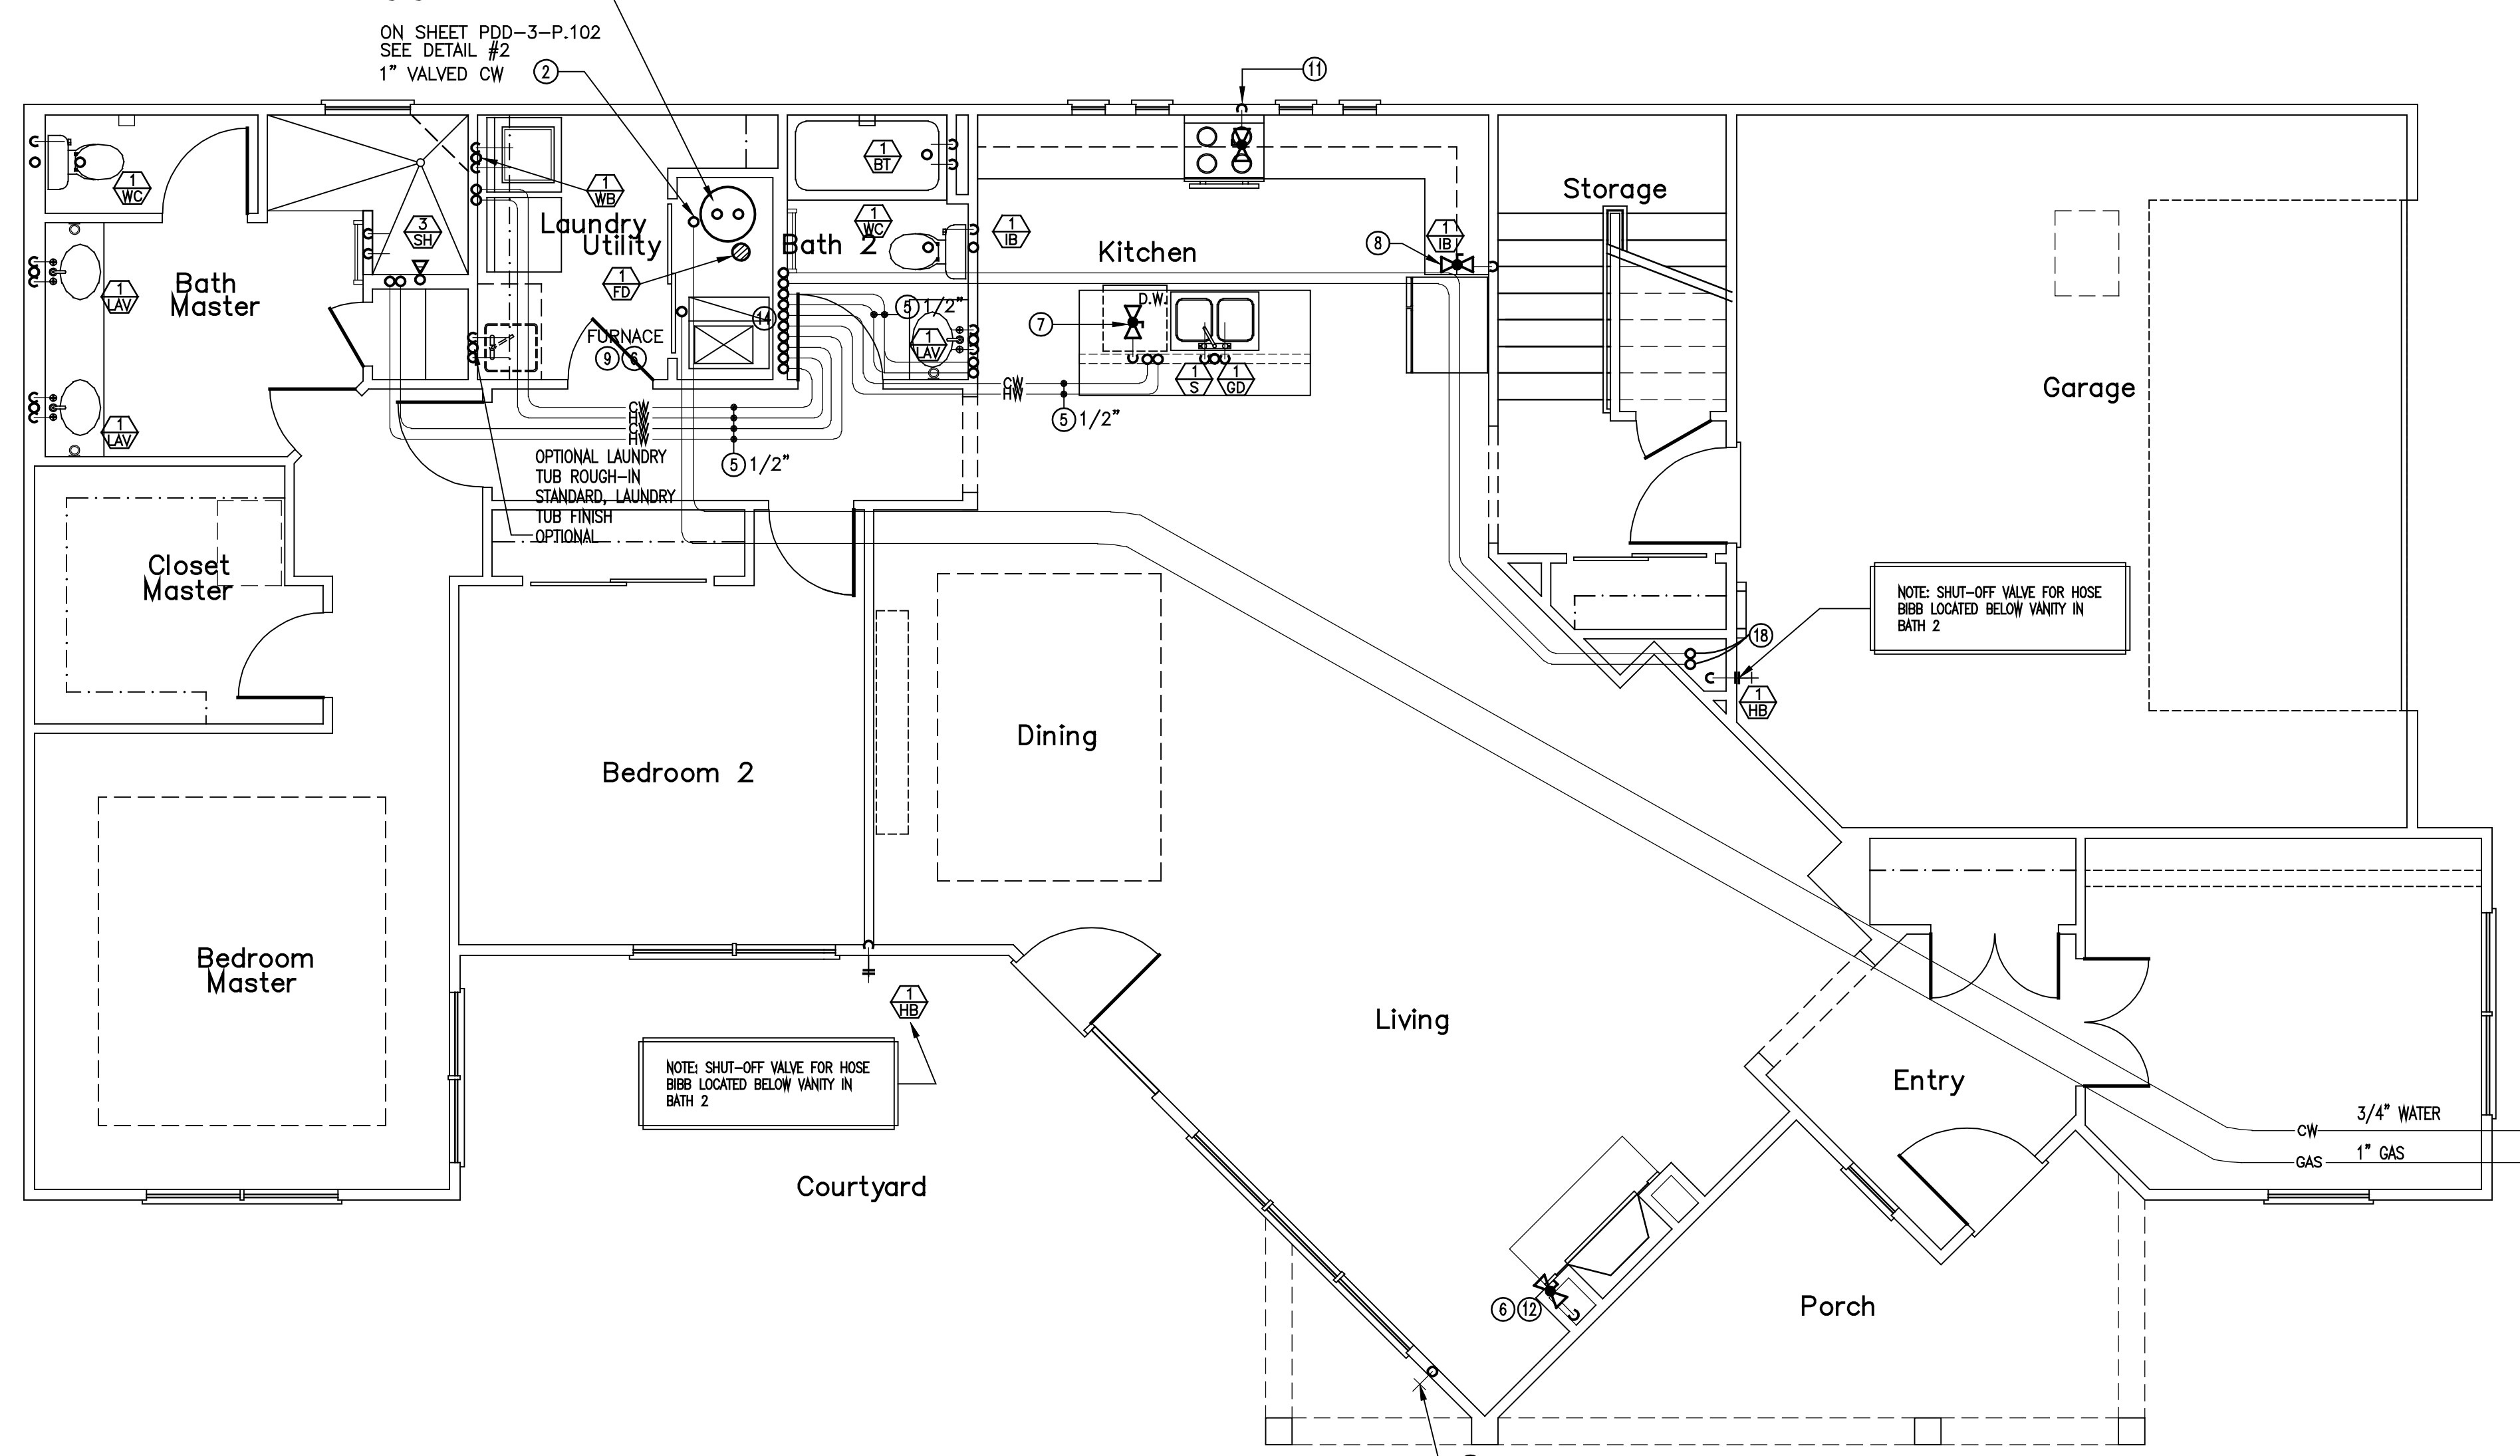 ON SHEET PDD-3-P.102
SEE DETAIL #2
1" VALVED CW
2
11
1
WC
1
WB
1
BT
1
WC
1
IB
1
IB
8
3
SH
Laundry
Utility
Bath 2
Kitchen
Storage
Bath
Master
1
LAV
1
FD
FURNACE
9
6
14
5
1/2"
1
LAV
7
D.W.
1
S
1
GD
CW
HW
5
1/2"
Garage
1
LAV
CW
HW
CW
HW
5
1/2"
OPTIONAL LAUNDRY
TUB ROUGH-IN
STANDARD, LAUNDRY
TUB FINISH
OPTIONAL
Closet
Master
NOTE: SHUT-OFF VALVE FOR HOSE
BIBB LOCATED BELOW VANITY IN
BATH 2
18
1
HB
Dining
Bedroom 2
Bedroom
Master
1
HB
Living
NOTE: SHUT-OFF VALVE FOR HOSE
BIBB LOCATED BELOW VANITY IN
BATH 2
Entry
3/4" WATER
CW
1" GAS
GAS
Courtyard
6
12
Porch